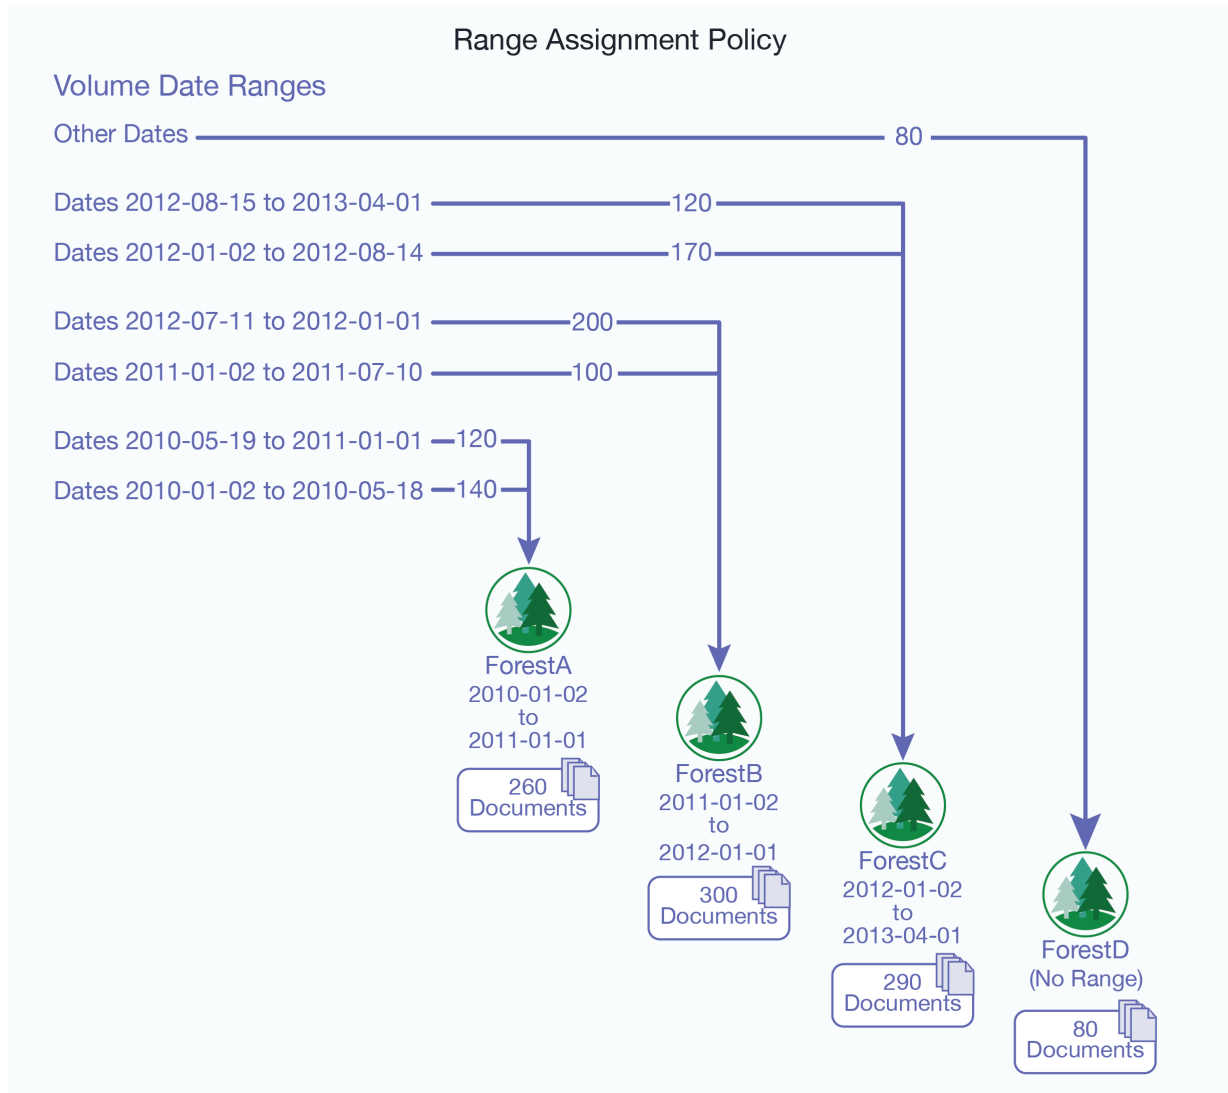 Range Assignment Policy
Volume Date Ranges
Other Dates 80
Dates 2012-08-15 to 2013-04-01 120
Dates 2012-01-02 to 2012-08-14 170
Dates 2012-07-11 to 2012-01-01 200
Dates 2011-01-02 to 2011-07-10 100
Dates 2010-05-19 to 2011-01-01 120
Dates 2010-01-02 to 2010-05-18 140
ForestA
2010-01-02
to
2011-01-01
260
Documents
ForestB
2011-01-02
to
2012-01-01
300
Documents
ForestC
2012-01-02
to
2013-04-01
290
Documents
ForestD
(No Range)
80
Documents